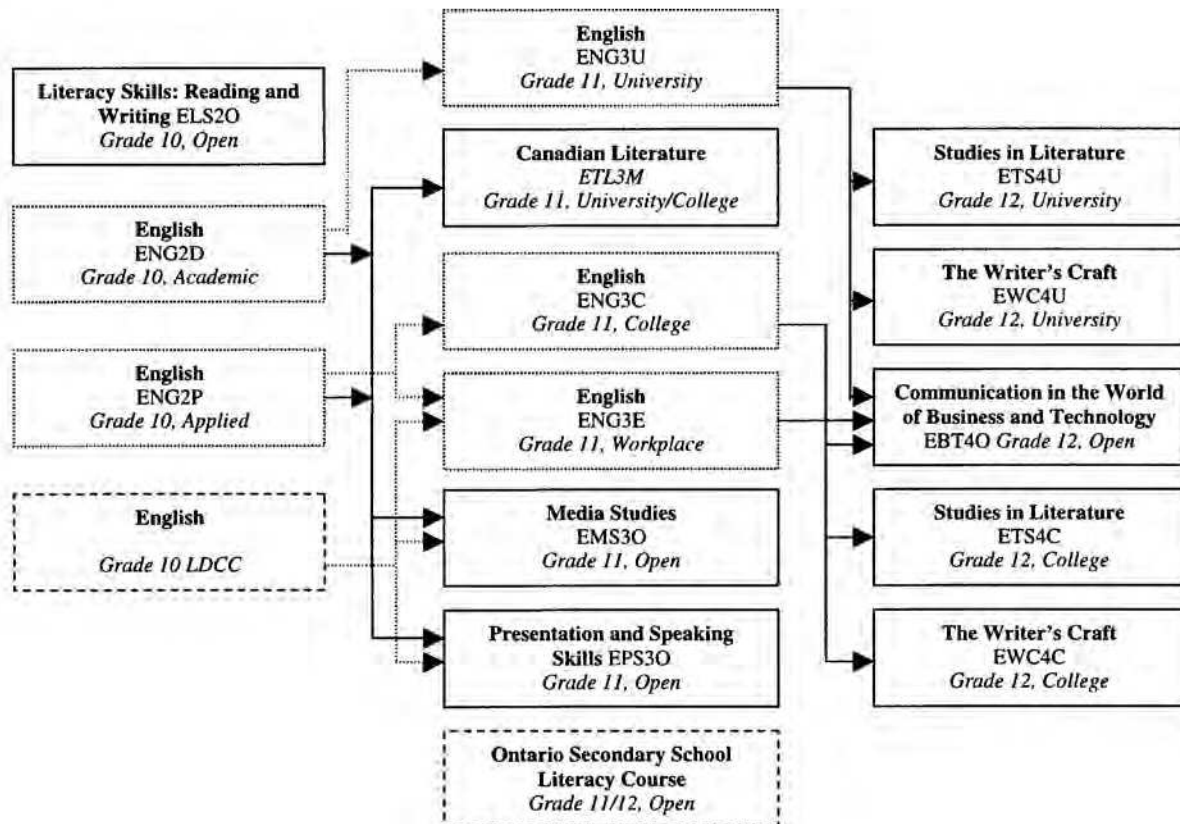 Literacy Skills: Reading and
Writing ELS2O
Grade 10, Open
English
ENG2D
Grade 10, Academic
English
ENG2P
Grade 10, Applied
English
Grade 10 LDCC
English
ENG3U
Grade 11, University
Canadian Literature
ETL3M
Grade 11, University/College
English
ENG3C
Grade 11, College
English
ENG3E
Grade 11, Workplace
Media Studies
EMS3O
Grade 11, Open
Presentation and Speaking
Skills EPS3O
Grade 11, Open
Ontario Secondary School
Literacy Course
Grade 11/12, Open
Studies in Literature
ETS4U
Grade 12, University
The Writer's Craft
EWC4U
Grade 12, University
Communication in the World
of Business and Technology
EBT4O Grade 12, Open
Studies in Literature
ETS4C
Grade 12, College
The Writer's Craft
EWC4C
Grade 12, College